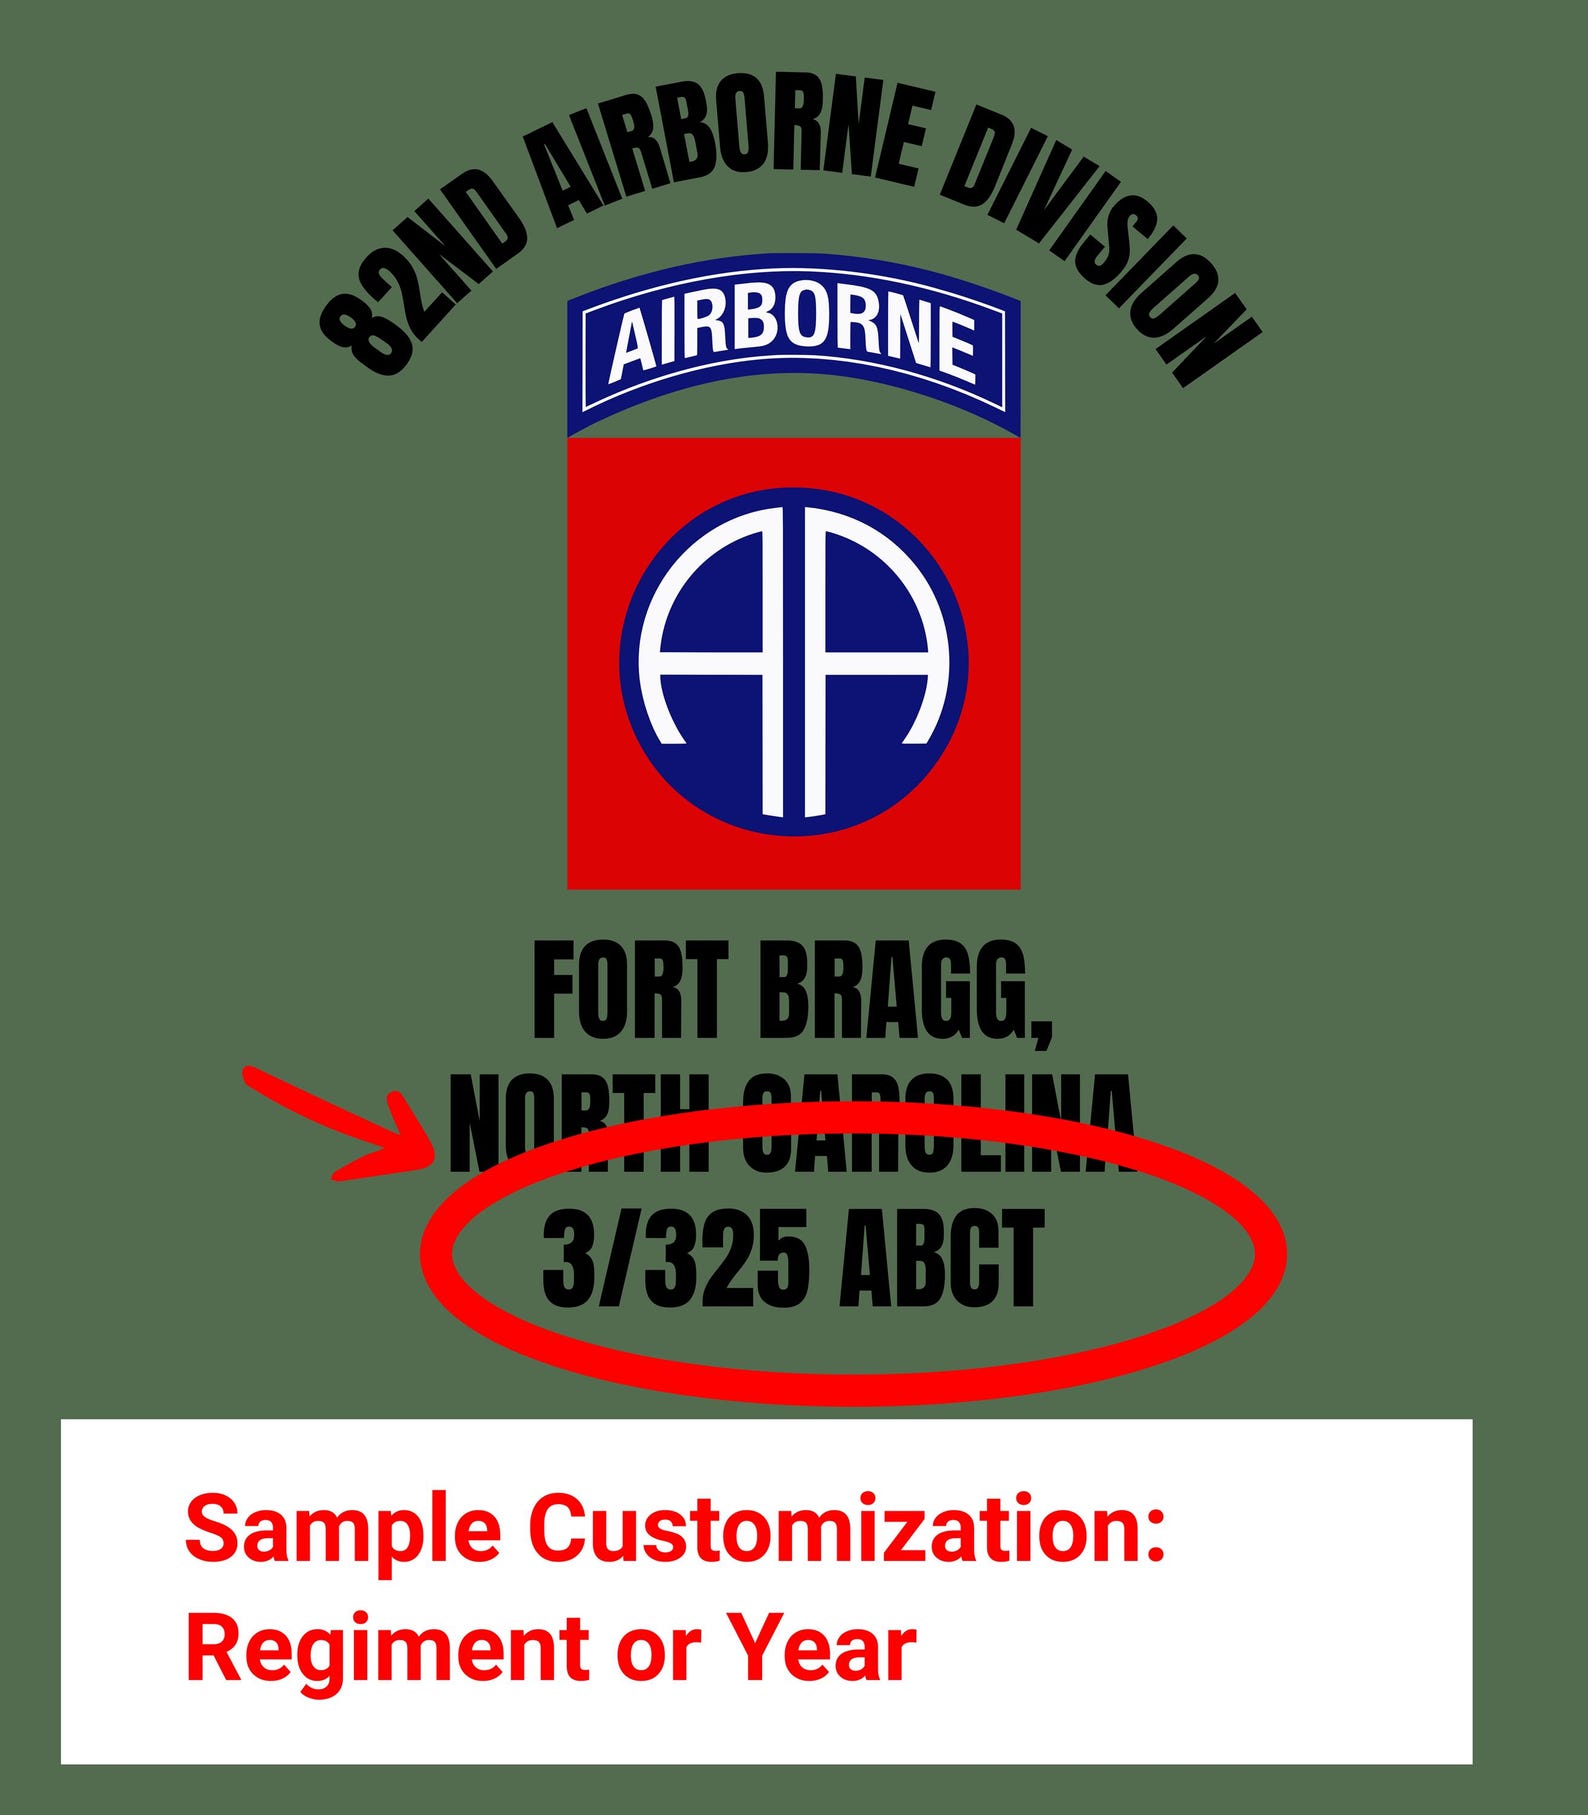 82ND AIRBORNE DIVISION
AIRBORNE
AA
FORT BRAGG,
NORTH CAROLINA
3/325 ABCT
Sample Customization:
Regiment or Year